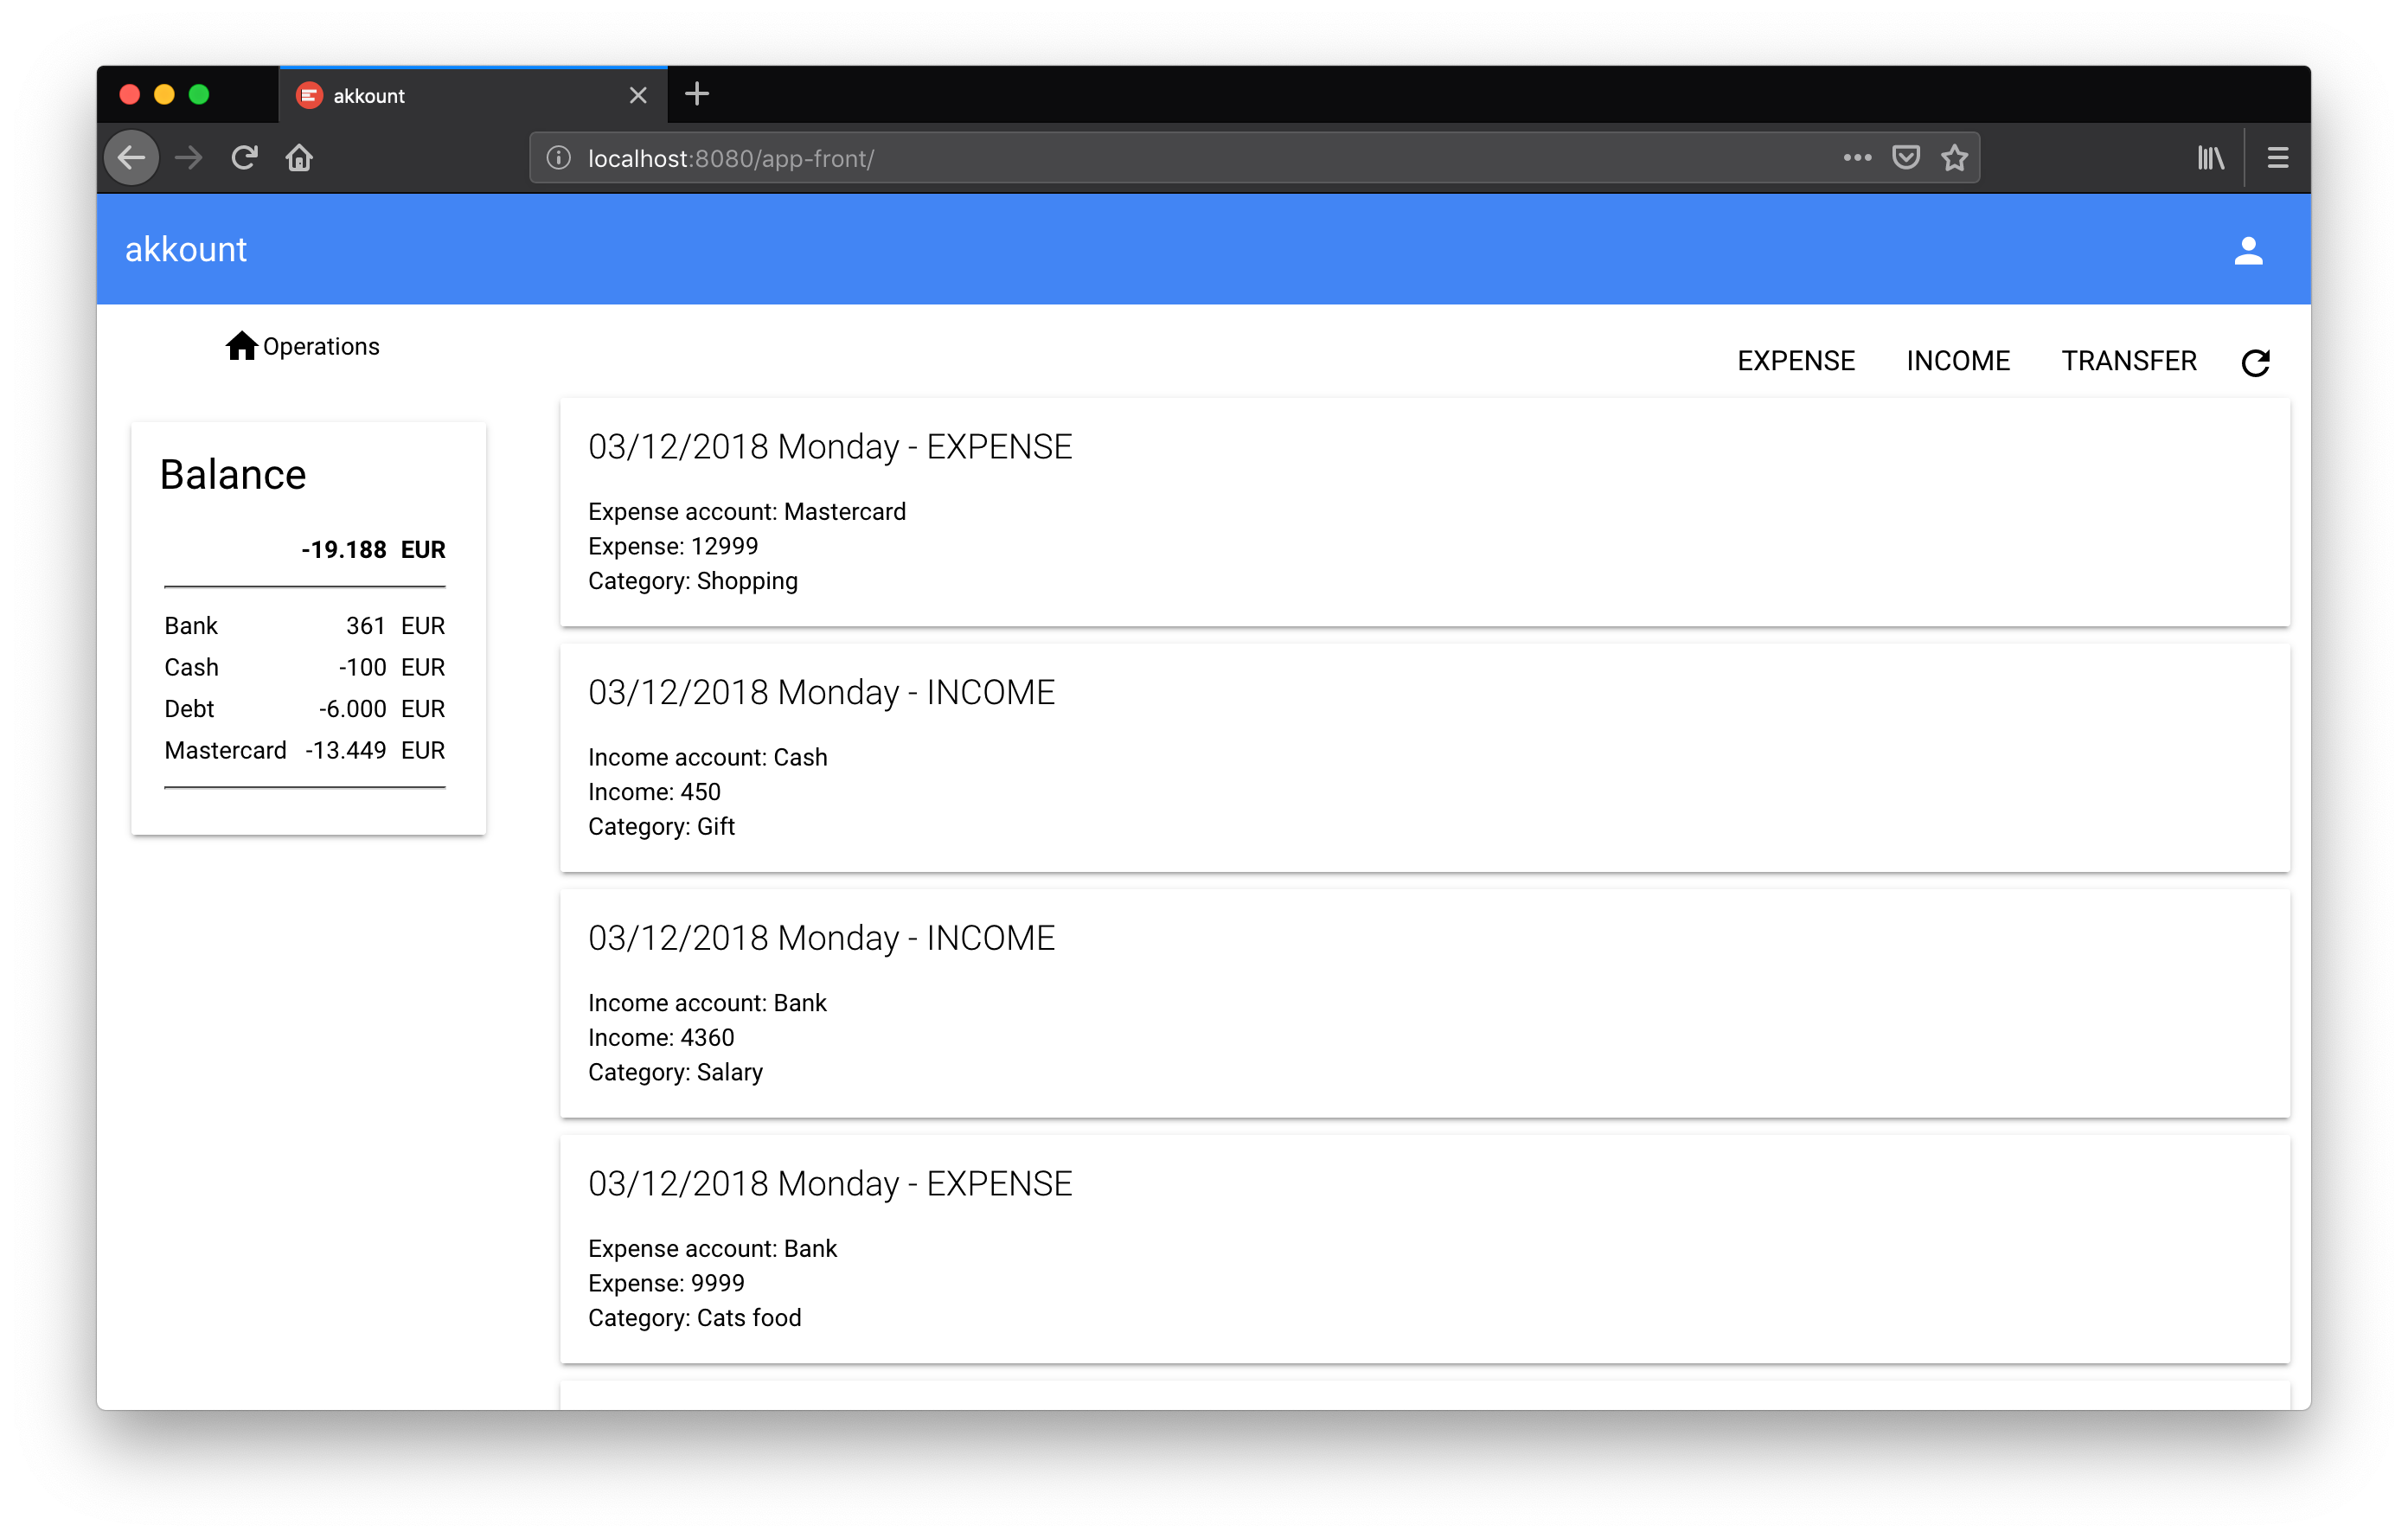 akkount
localhost:8080/app-front/
akkount
Operations
EXPENSE INCOME TRANSFER
Balance
-19.188 EUR
Bank 361 EUR
Cash -100 EUR
Debt -6.000 EUR
Mastercard -13.449 EUR
03/12/2018 Monday - EXPENSE
Expense account: Mastercard
Expense: 12999
Category: Shopping
03/12/2018 Monday - INCOME
Income account: Cash
Income: 450
Category: Gift
03/12/2018 Monday - INCOME
Income account: Bank
Income: 4360
Category: Salary
03/12/2018 Monday - EXPENSE
Expense account: Bank
Expense: 9999
Category: Cats food